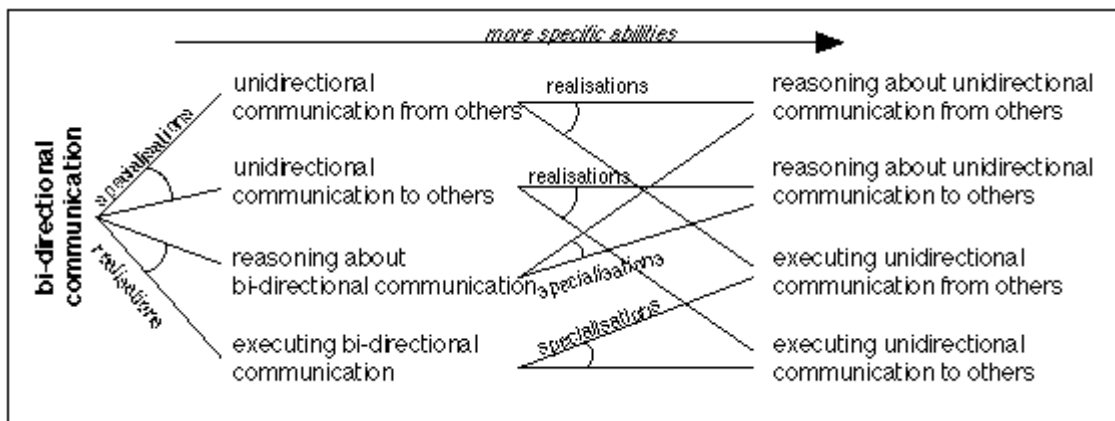 more specific abilities
bi-directional
communication
specialisations
realisations
unidirectional
communication from others
unidirectional
communication to others
reasoning about
bi-directional communication
executing bi-directional
communication
realisations
realisations
specialisations
specialisations
reasoning about unidirectional
communication from others
reasoning about unidirectional
communication to others
executing unidirectional
communication from others
executing unidirectional
communication to others